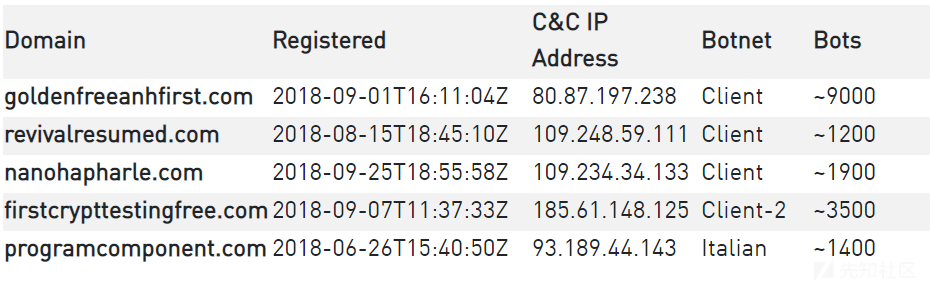 Domain Registered C&C IP Address Botnet Bots
goldenfreeanhfirst.com 2018-09-01T16:11:04Z 80.87.197.238 Client ~9000
revivalresumed.com 2018-08-15T18:45:10Z 109.248.59.111 Client ~1200
nanohapharle.com 2018-09-25T18:55:58Z 109.234.34.133 Client ~1900
firstcrypttestingfree.com 2018-09-07T11:37:33Z 185.61.148.125 Client-2 ~3500
programcomponent.com 2018-06-26T15:40:50Z 93.189.44.143 Italian ~1400
先知社区